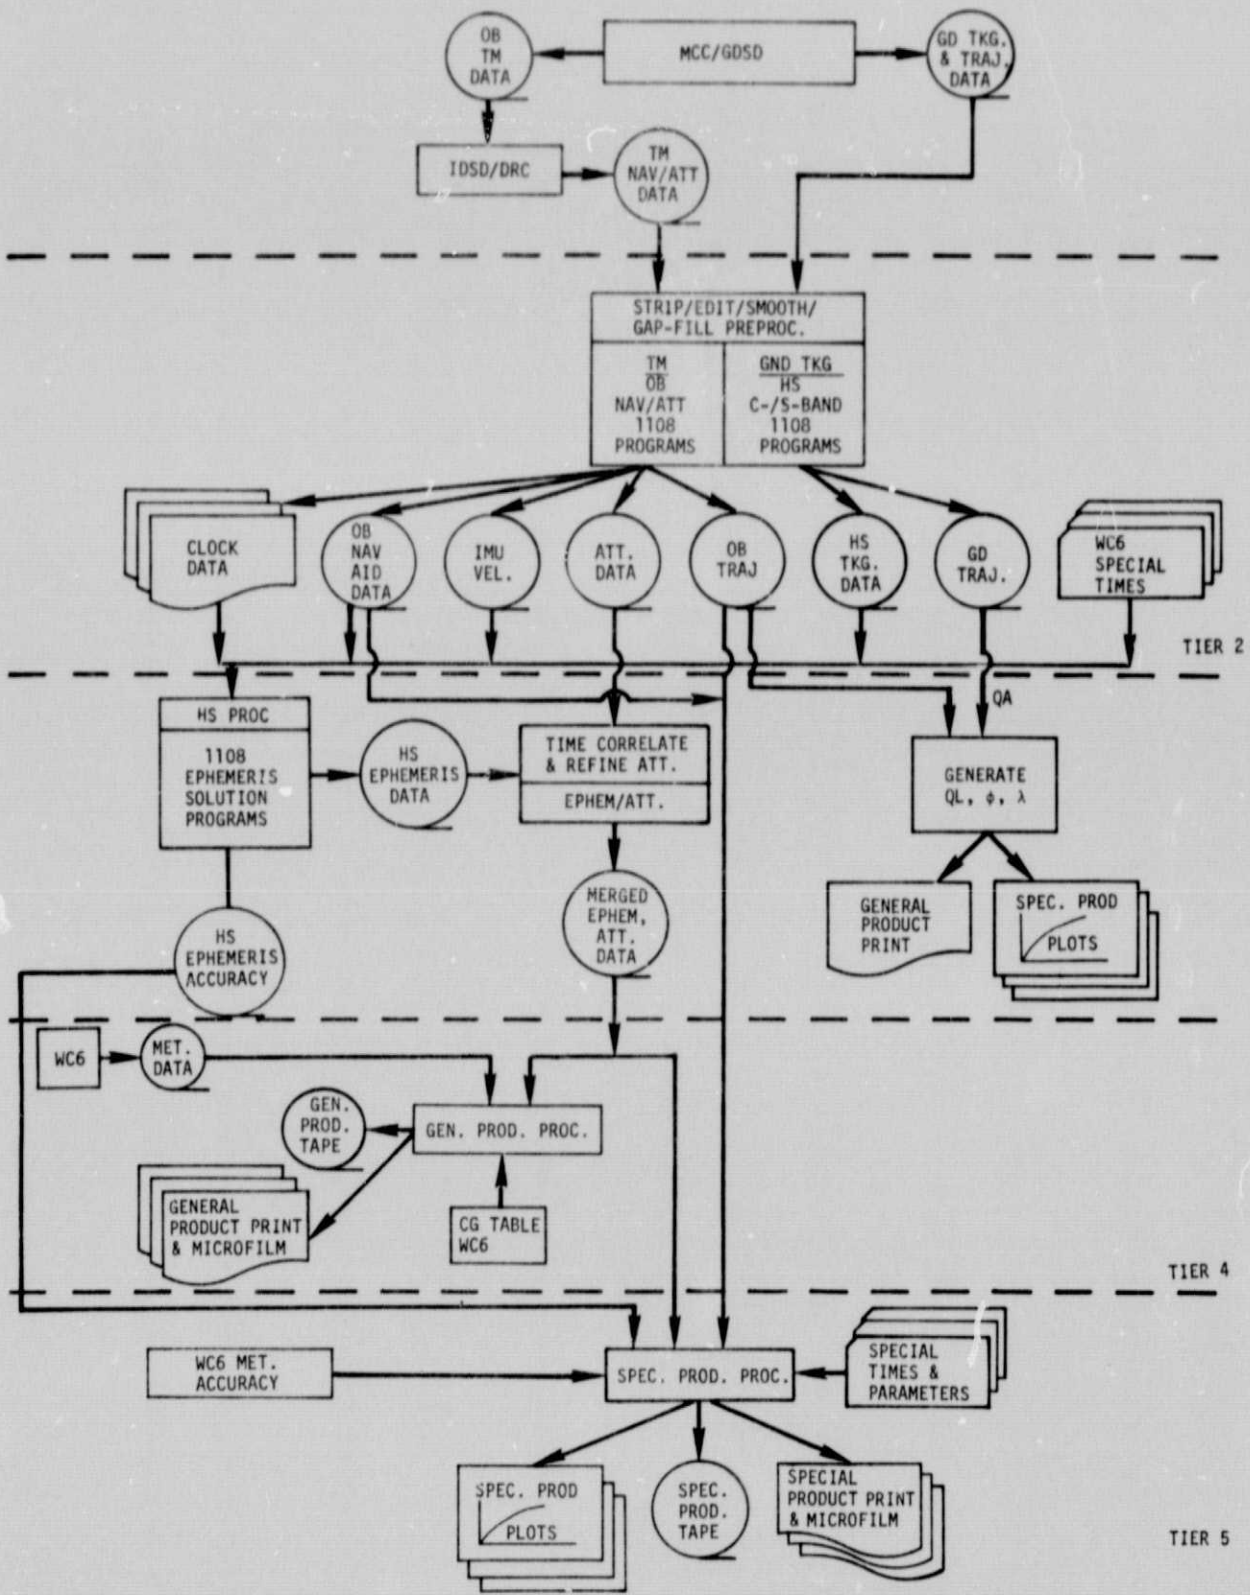 OB
TM
DATA
MCC/GDSD
GD TKG.
& TRAJ.
DATA
IDSD/DRC
TM
NAV/ATT
DATA
STRIP/EDIT/SMOOTH/
GAP-FILL PREPROC.
TM
OB
NAV/ATT
1108
PROGRAMS
GND TKG
HS
C-/S-BAND
1108
PROGRAMS
CLOCK
DATA
OB
NAV
AID
DATA
IMU
VEL.
ATT.
DATA
OB
TRAJ
HS
TKG.
DATA
GD
TRAJ.
WC6
SPECIAL
TIMES
TIER 2
HS PROC
1108
EPHEMERIS
SOLUTION
PROGRAMS
HS
EPHEMERIS
DATA
TIME CORRELATE
& REFINE ATT.
EPHEM/ATT.
QA
GENERATE
QL, φ, λ
MERGED
EPHEM,
ATT.
DATA
GENERAL
PRODUCT
PRINT
SPEC. PROD
PLOTS
HS
EPHEMERIS
ACCURACY
WC6
MET.
DATA
GEN.
PROD.
TAPE
GEN. PROD. PROC.
GENERAL
PRODUCT PRINT
& MICROFILM
CG TABLE
WC6
TIER 4
WC6 MET.
ACCURACY
SPEC. PROD. PROC.
SPECIAL
TIMES &
PARAMETERS
SPEC. PROD
PLOTS
SPEC.
PROD.
TAPE
SPECIAL
PRODUCT PRINT
& MICROFILM
TIER 5